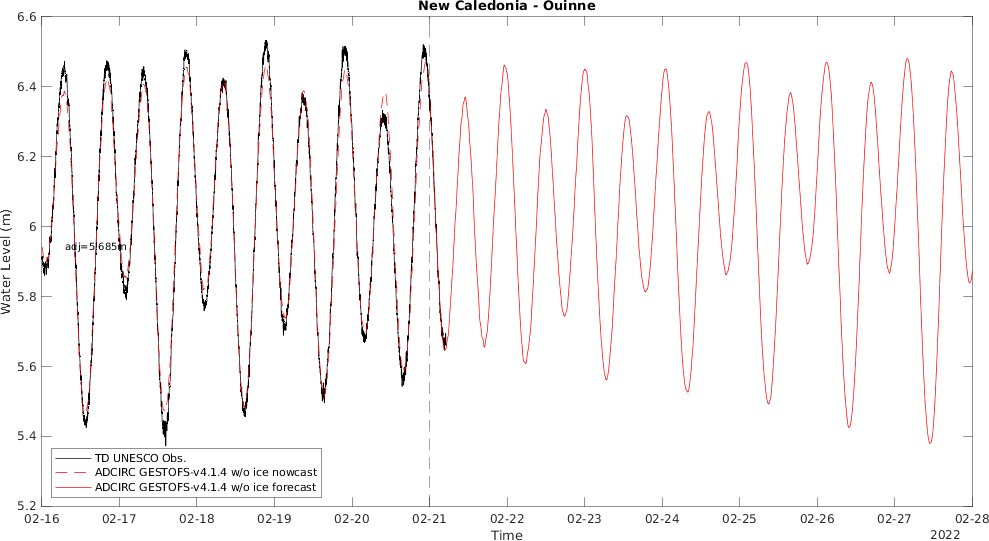 New Caledonia - Ouinne
6.6
6.4
6.2
6
5.8
5.6
5.4
5.2
Water Level (m)
adj=5.685m
TD UNESCO Obs.
ADCIRC GESTOFS-v4.1.4 w/o ice nowcast
ADCIRC GESTOFS-v4.1.4 w/o ice forecast
02-16 02-17 02-18 02-19 02-20 02-21 02-22 02-23 02-24 02-25 02-26 02-27 02-28
Time
2022